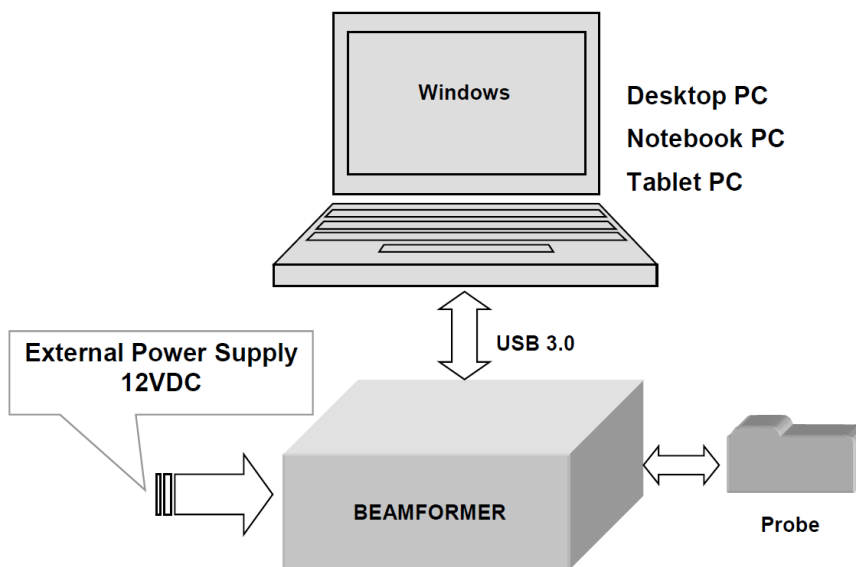 Windows
Desktop PC
Notebook PC
Tablet PC
USB 3.0
External Power Supply
12VDC
BEAMFORMER
Probe